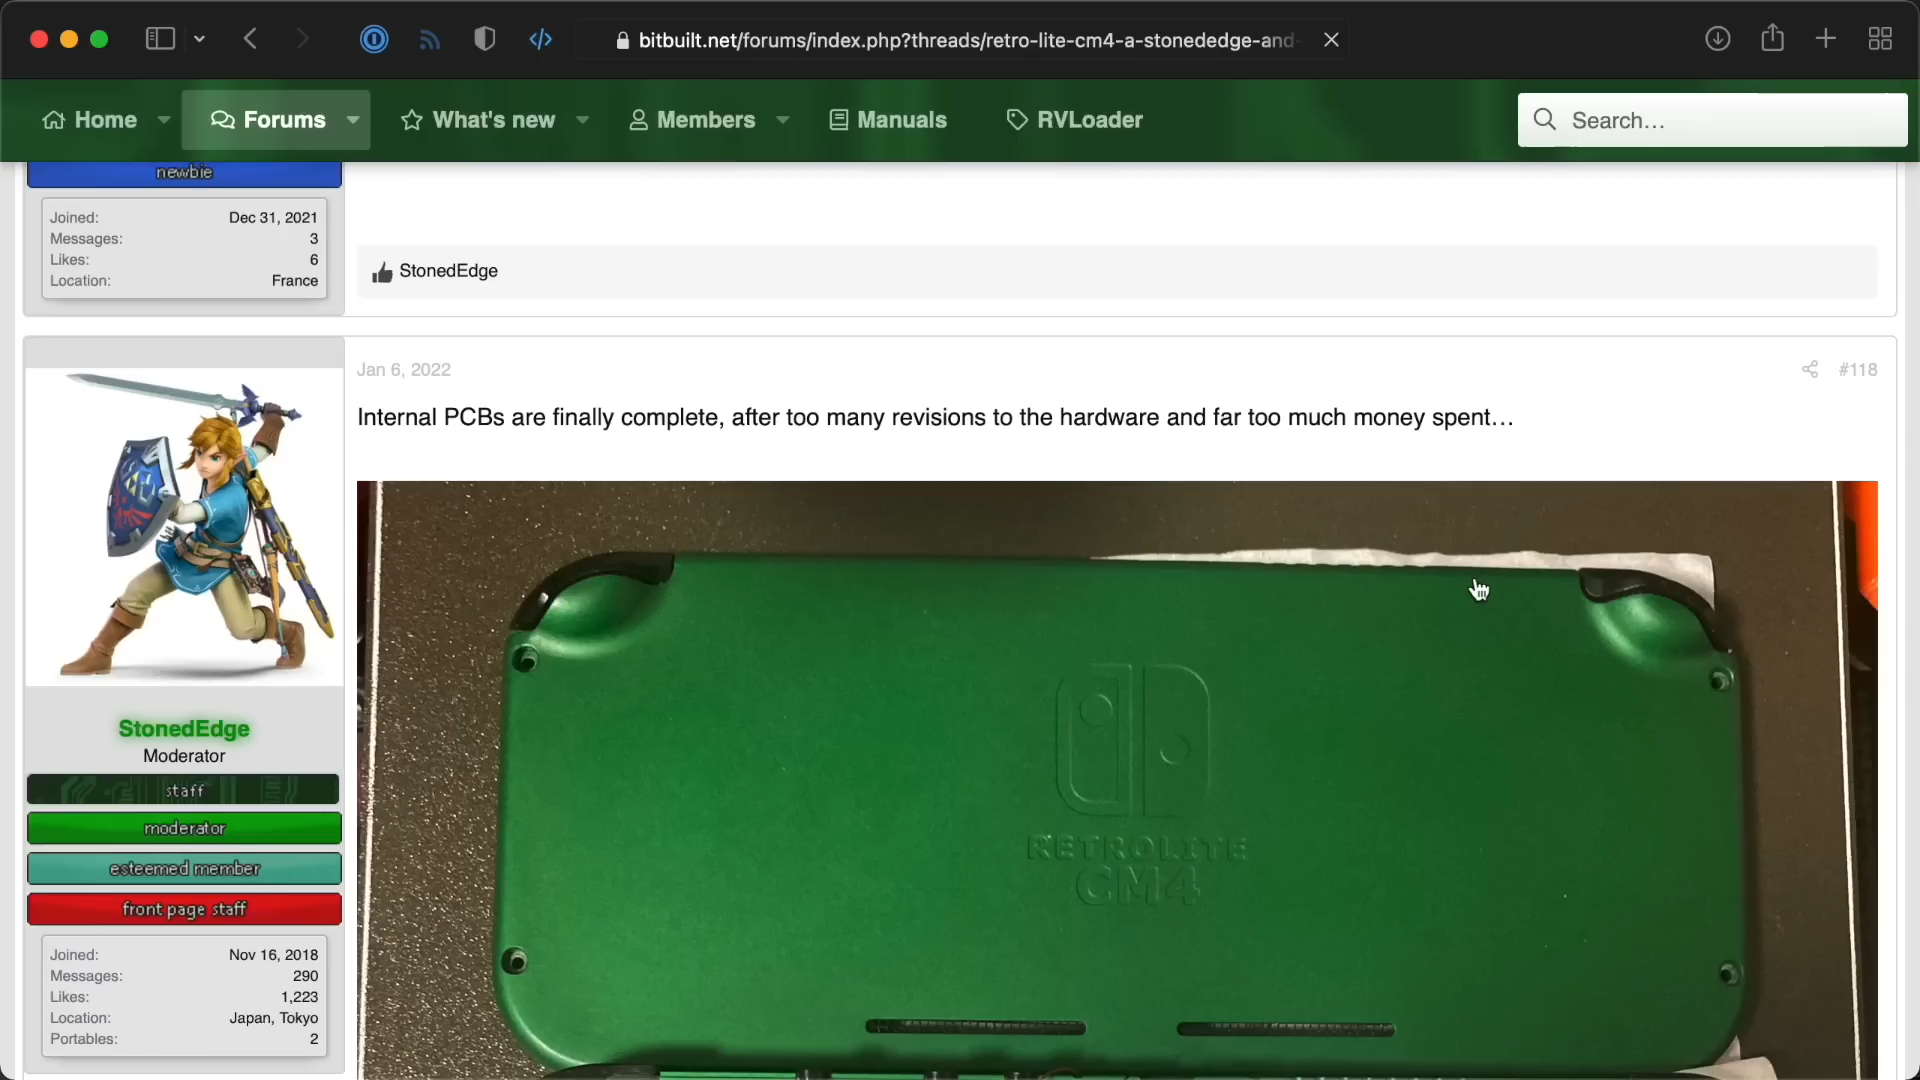 bitbuilt.net/forums/index.php?threads/retro-lite-cm4-a-stonededge-and-
Home
Forums
What's new
Members
Manuals
RVLoader
Search…
newbie
Joined: Dec 31, 2021
Messages: 3
Likes: 6
Location: France
StonedEdge
Jan 6, 2022
#118
Internal PCBs are finally complete, after too many revisions to the hardware and far too much money spent…
StonedEdge
Moderator
staff
moderator
esteemed member
front page staff
Joined: Nov 16, 2018
Messages: 290
Likes: 1,223
Location: Japan, Tokyo
Portables: 2
RETROLITE
CM4